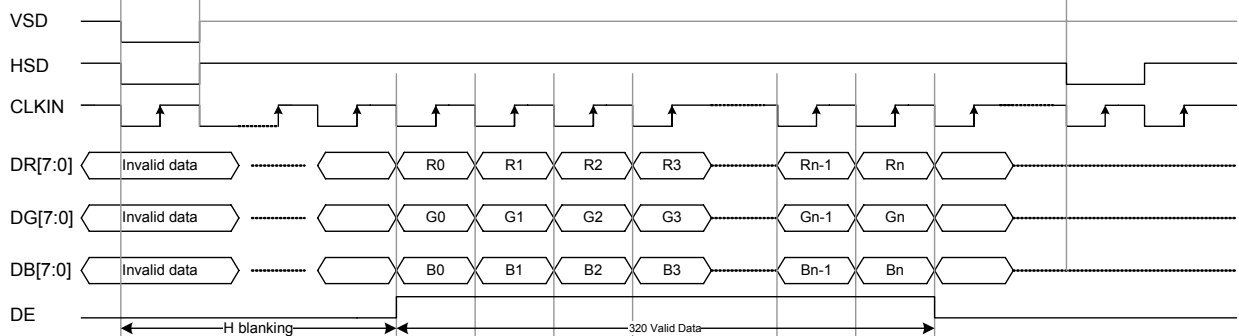 VSD
HSD
CLKIN
DR[7:0] Invalid data R0 R1 R2 R3 Rn-1 Rn
DG[7:0] Invalid data G0 G1 G2 G3 Gn-1 Gn
DB[7:0] Invalid data B0 B1 B2 B3 Bn-1 Bn
DE
H blanking 320 Valid Data